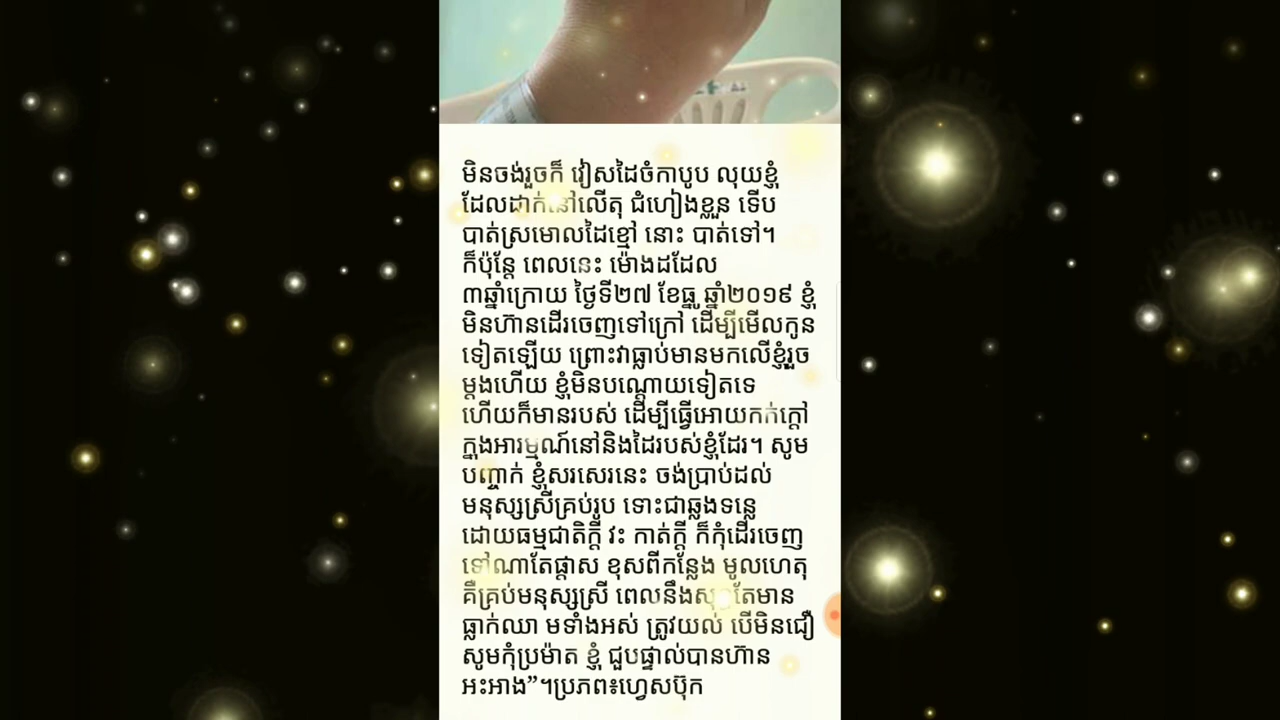 មិនចង់រួចក៏ វៀសដៃចំកាបូប លុយខ្ញុំ
ដែលដាក់នៅលើតុ ជំហៀងខ្លួន ទើប
បាត់ស្រមោលដៃខ្មៅ នោះ បាត់ទៅ។
ក៏ប៉ុន្តែ ពេលនេះ ម៉ោងដដែល
៣ឆ្នាំក្រោយ ថ្ងៃទី២៧ ខែធ្នូ ឆ្នាំ២០១៩ ខ្ញុំ
មិនហ៊ានដើរចេញទៅក្រៅ ដើម្បីមើលកូន
ទៀតឡើយ ព្រោះវាធ្លាប់មានមកលើខ្ញុំរួច
ម្តងហើយ ខ្ញុំមិនបណ្តោយទៀតទេ
ហើយក៏មានរបស់ ដើម្បីធ្វើអោយកក់ក្តៅ
ក្នុងអារម្មណ៍នៅនិងដៃរបស់ខ្ញុំដែរ។ សូម
បញ្ចាក់ ខ្ញុំសរសេរនេះ ចង់ប្រាប់ដល់
មនុស្សស្រីគ្រប់រូប ទោះជាឆ្លងទន្លេ
ដោយធម្មជាតិក្តី វះ កាត់ក្តី ក៏កុំដើរចេញ
ទៅណាតែផ្តាស ខុសពីកន្លែង មូលហេតុ
គឺគ្រប់មនុស្សស្រី ពេលនឹងសុទ្ធតែមាន
ធ្លាក់ឈា មទាំងអស់ ត្រូវយល់ បើមិនជឿ
សូមកុំប្រម៉ាត ខ្ញុំ ជួបផ្ទាល់បានហ៊ាន
អះអាង”។ប្រភព៖ហ្វេសប៊ុក